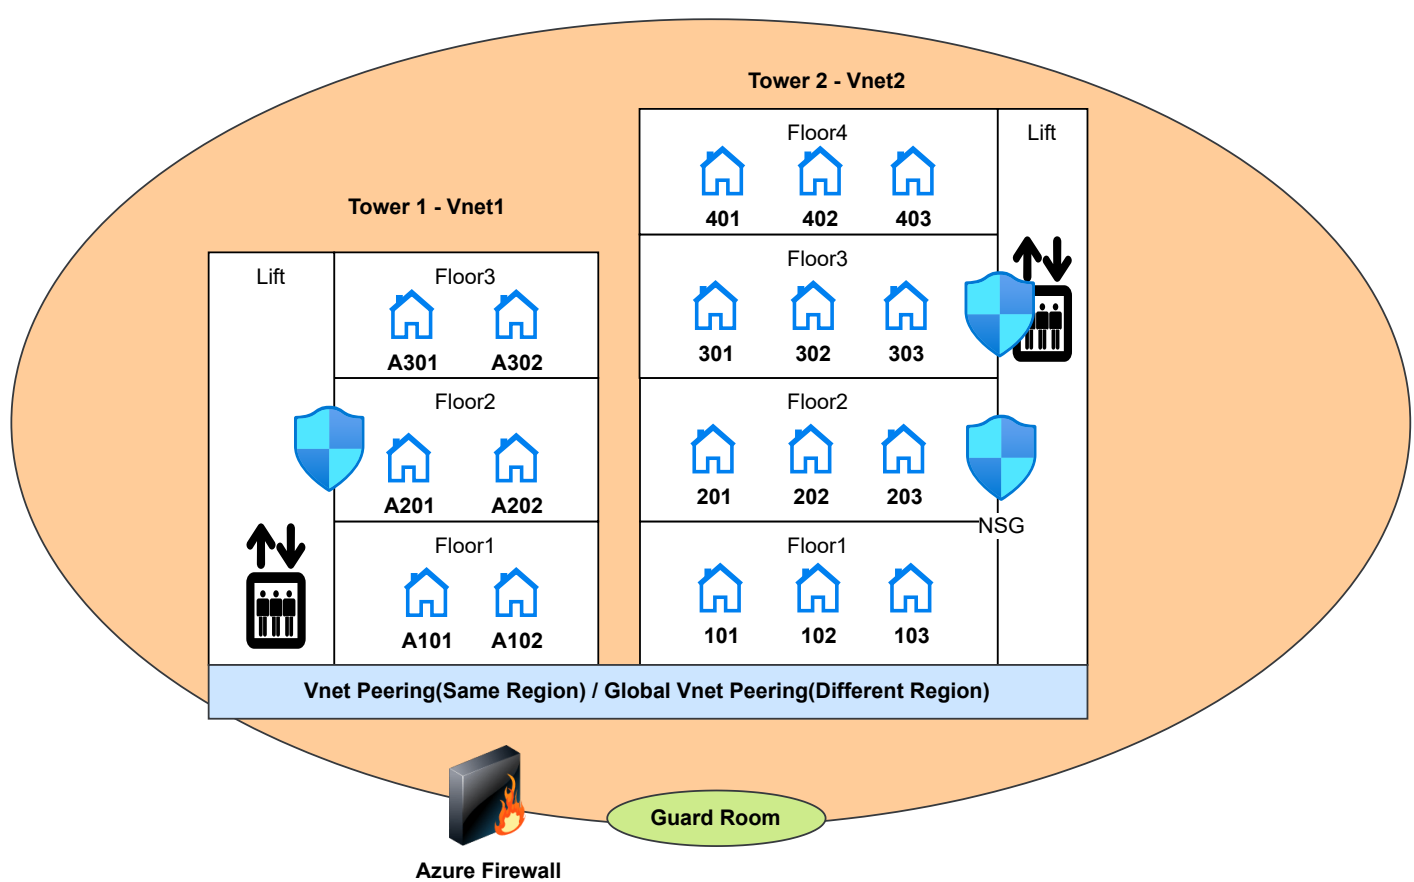 Tower 2 - Vnet2
Floor4
Lift
401 402 403
Tower 1 - Vnet1
Floor3
301 302 303
Lift
Floor3
A301 A302
Floor2
201 202 203
Floor2
A201 A202
NSG
Floor1
101 102 103
Floor1
A101 A102
Vnet Peering(Same Region) / Global Vnet Peering(Different Region)
Guard Room
Azure Firewall